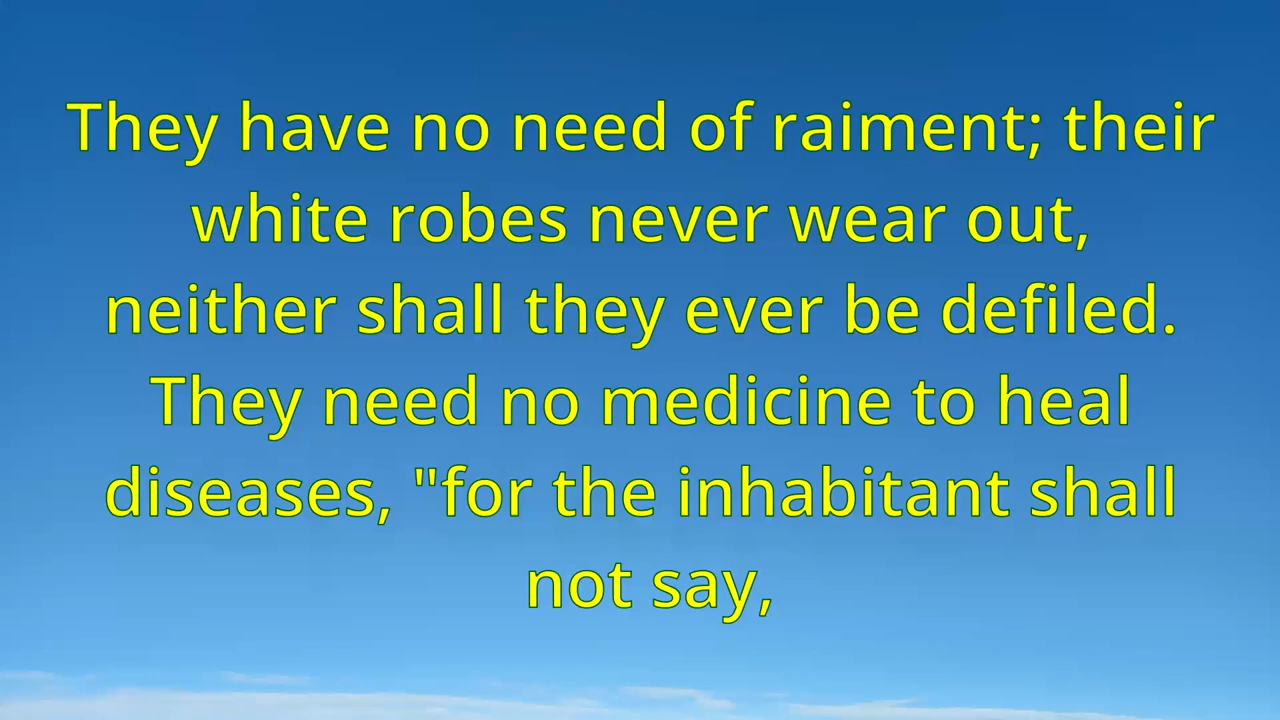 They have no need of raiment; their
white robes never wear out,
neither shall they ever be defiled.
They need no medicine to heal
diseases, "for the inhabitant shall
not say,